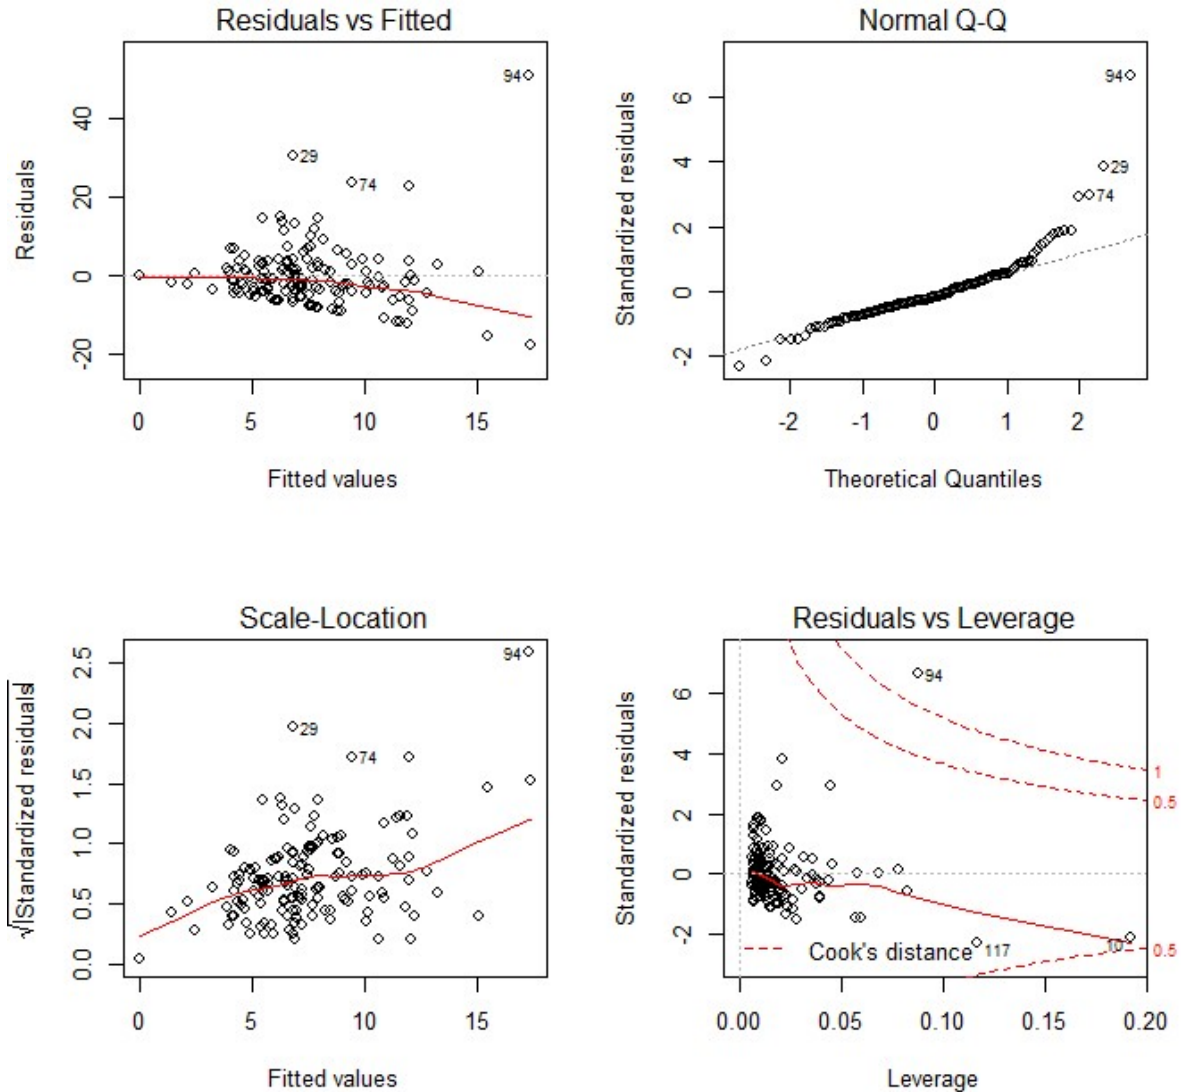 Residuals vs Fitted
Residuals
-20 0 20 40
94
29
74
0 5 10 15
Fitted values
Normal Q-Q
Standardized residuals
-2 0 2 4 6
94
29
74
-2 -1 0 1 2
Theoretical Quantiles
Scale-Location
√|Standardized residuals|
0.0 0.5 1.0 1.5 2.0 2.5
94
29
74
0 5 10 15
Fitted values
Residuals vs Leverage
Standardized residuals
-2 0 2 4 6
94
1
0.5
Cook's distance
117
10
0.5
0.00 0.05 0.10 0.15 0.20
Leverage